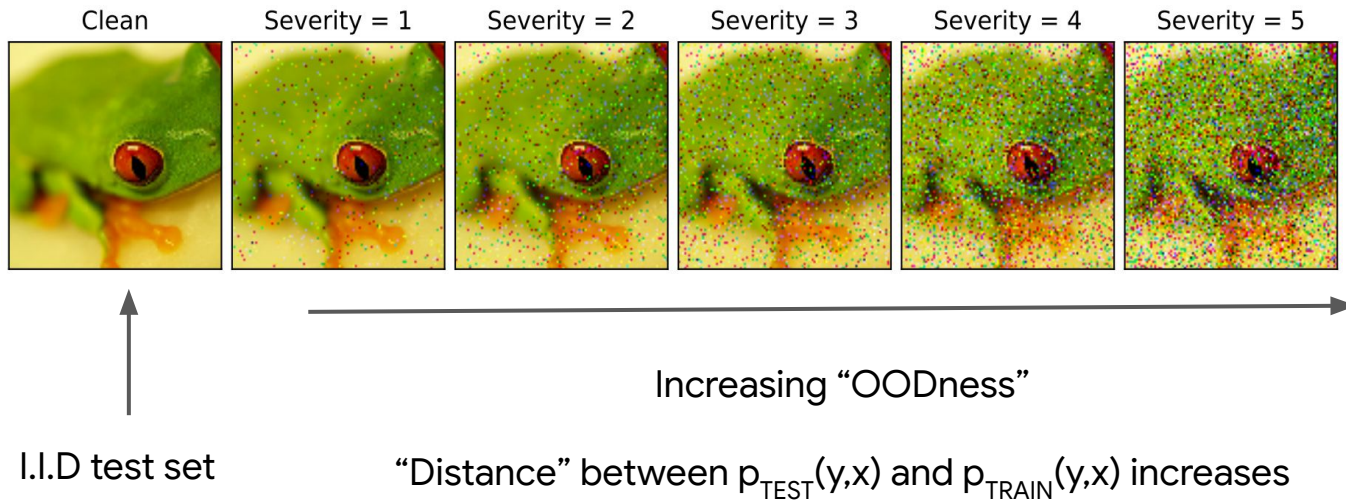 Clean Severity = 1 Severity = 2 Severity = 3 Severity = 4 Severity = 5
Increasing “OODness”
I.I.D test set
“Distance” between pTEST(y,x) and pTRAIN(y,x) increases